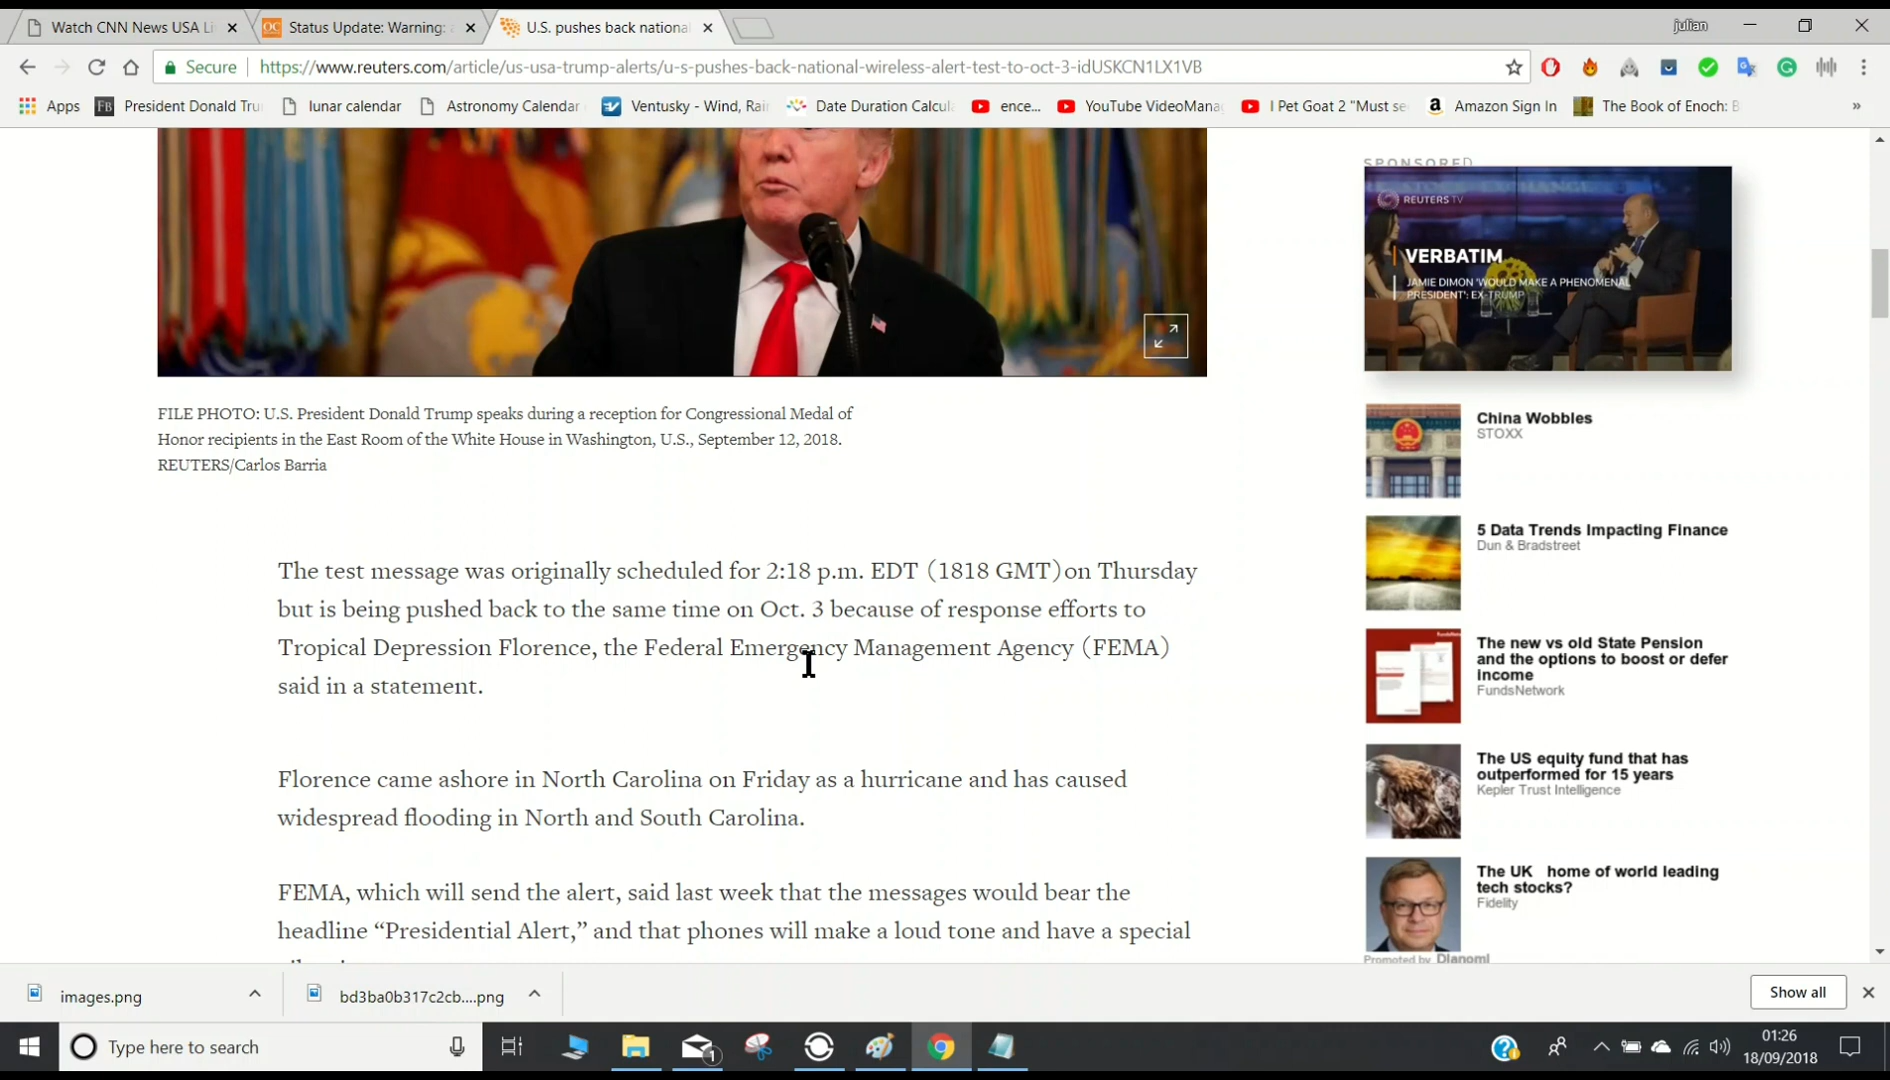 Watch CNN News USA Li
OC Status Update: Warning:
U.S. pushes back national
julian
Secure
https://www.reuters.com/article/us-usa-trump-alerts/u-s-pushes-back-national-wireless-alert-test-to-oct-3-idUSKCN1LX1VB
Apps
FB President Donald Tru
lunar calendar
Astronomy Calendar
Ventusky - Wind, Rai
Date Duration Calcul
ence...
YouTube VideoMana
I Pet Goat 2 "Must se
Amazon Sign In
The Book of Enoch: B
FILE PHOTO: U.S. President Donald Trump speaks during a reception for Congressional Medal of
Honor recipients in the East Room of the White House in Washington, U.S., September 12, 2018.
REUTERS/Carlos Barria
The test message was originally scheduled for 2:18 p.m. EDT (1818 GMT)on Thursday
but is being pushed back to the same time on Oct. 3 because of response efforts to
Tropical Depression Florence, the Federal Emergency Management Agency (FEMA)
said in a statement.
Florence came ashore in North Carolina on Friday as a hurricane and has caused
widespread flooding in North and South Carolina.
FEMA, which will send the alert, said last week that the messages would bear the
headline “Presidential Alert,” and that phones will make a loud tone and have a special
SPONSORED
REUTERS TV
VERBATIM
JAMIE DIMON 'WOULD MAKE A PHENOMENAL
PRESIDENT': EX-TRUMP
China Wobbles
STOXX
5 Data Trends Impacting Finance
Dun & Bradstreet
The new vs old State Pension
and the options to boost or defer
income
FundsNetwork
The US equity fund that has
outperformed for 15 years
Kepler Trust Intelligence
The UK home of world leading
tech stocks?
Fidelity
Promoted by Dianomi
images.png
bd3ba0b317c2cb....png
Show all
Type here to search
1
01:26
18/09/2018